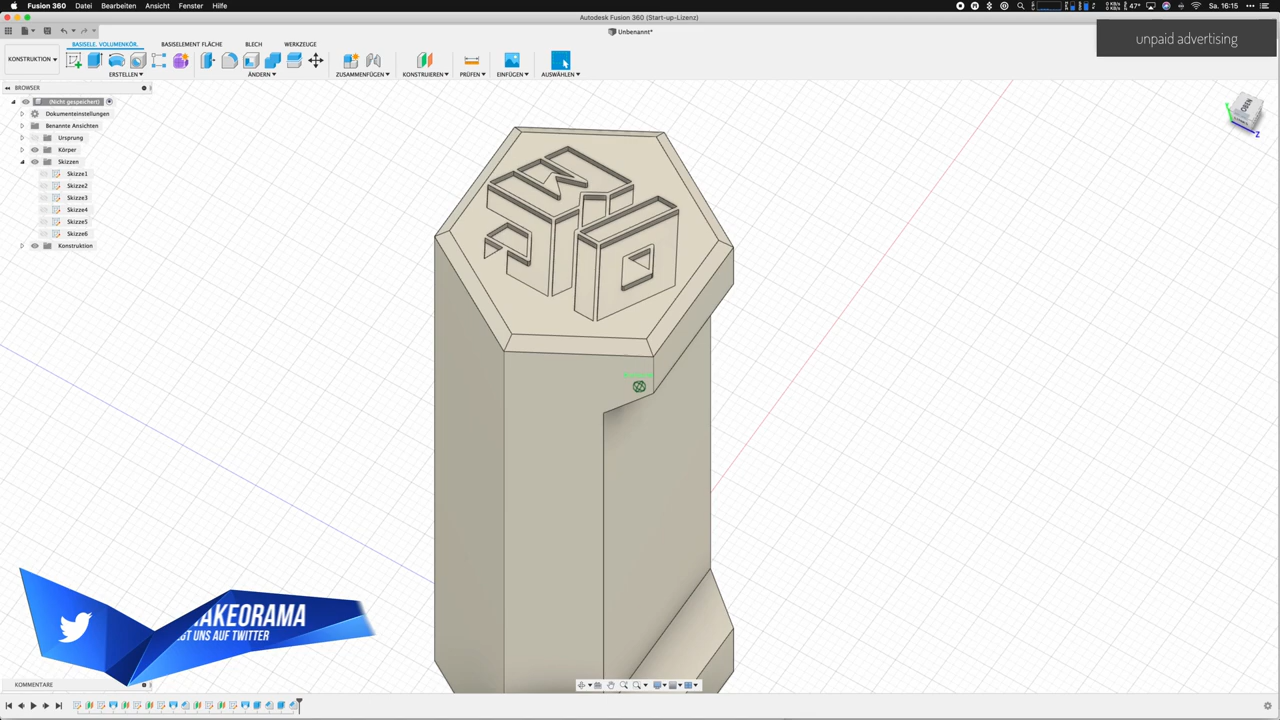 Fusion 360 Datei Bearbeiten Ansicht Fenster Hilfe
47° Sa. 16:15
Autodesk Fusion 360 (Start-up-Lizenz)
unpaid advertising
Unbenannt*
BASISELE. VOLUMENKÖR. BASISELEMENT FLÄCHE BLECH WERKZEUGE
KONSTRUKTION
ERSTELLEN ÄNDERN ZUSAMMENFÜGEN KONSTRUIEREN PRÜFEN EINFÜGEN AUSWÄHLEN
BROWSER
(Nicht gespeichert)
Dokumenteinstellungen
Benannte Ansichten
Ursprung
Körper
Skizzen
Skizze1
Skizze2
Skizze3
Skizze4
Skizze5
Skizze6
Konstruktion
OBEN
Z
AKEORAMA
GT UNS AUF TWITTER
KOMMENTARE